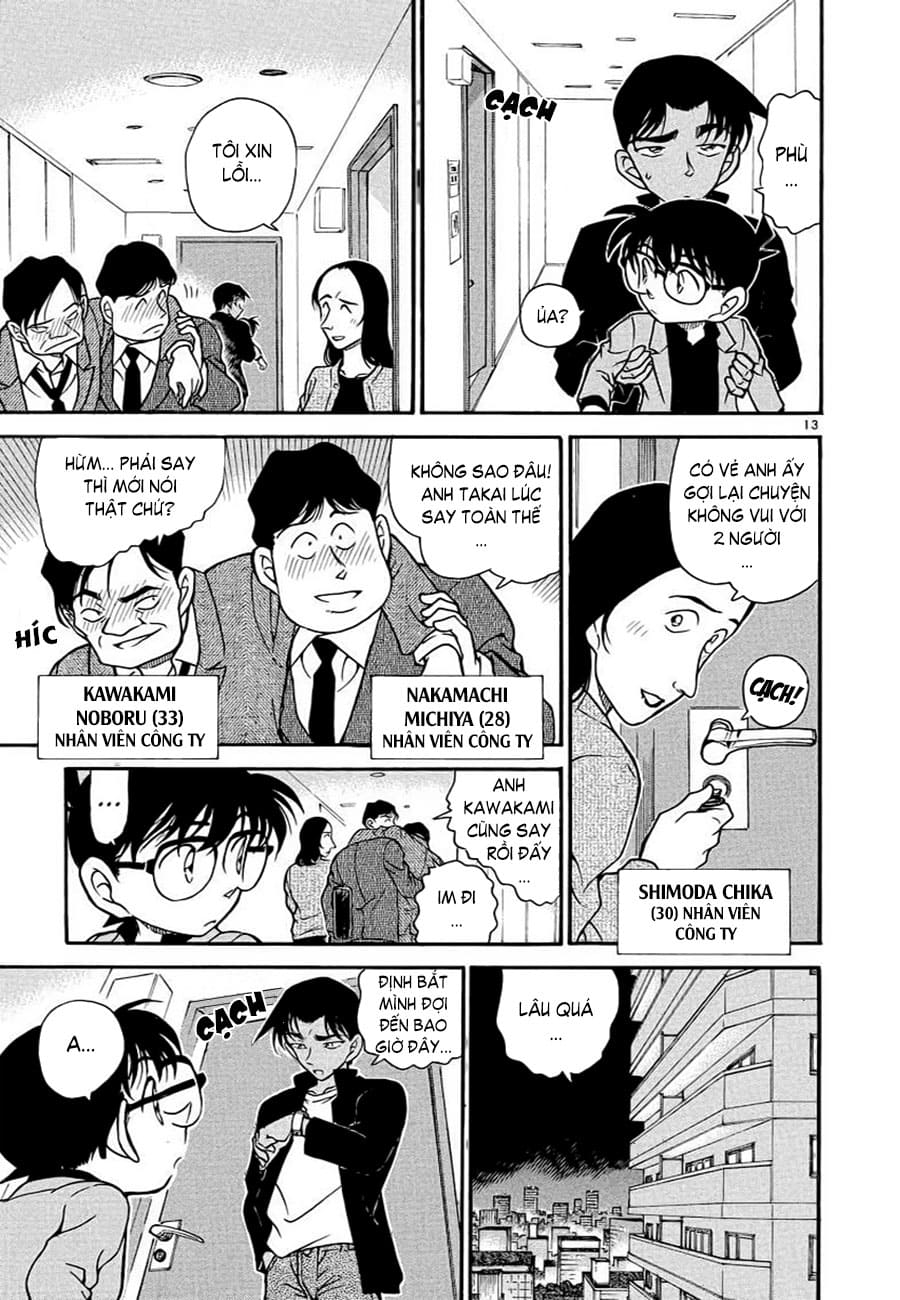 CẠCH
PHÙ
...
ỦA?
TÔI XIN
LỒI...
13
CÓ VẺ ANH ẤY
GỢI LẠI CHUYỆN
KHÔNG VUI VỚI
2 NGƯỜI
...
CẠCH!
SHIMODA CHIKA
(30) NHÂN VIÊN
CÔNG TY
KHÔNG SAO ĐÂU!
ANH TAKAI LÚC
SAY TOÀN THẾ
...
HỪM... PHẢI SAY
THÌ MỚI NÓI
THẬT CHỨ?
HÍC
NAKAMACHI
MICHIYA (28)
NHÂN VIÊN CÔNG TY
KAWAKAMI
NOBORU (33)
NHÂN VIÊN CÔNG TY
ANH
KAWAKAMI
CŨNG SAY
RỒI ĐẤY
...
IM ĐI
...
...
LÂU QUÁ
...
ĐỊNH BẮT
MÌNH ĐỢI
ĐẾN BAO
GIỜ ĐÂY...
CẠCH
A...